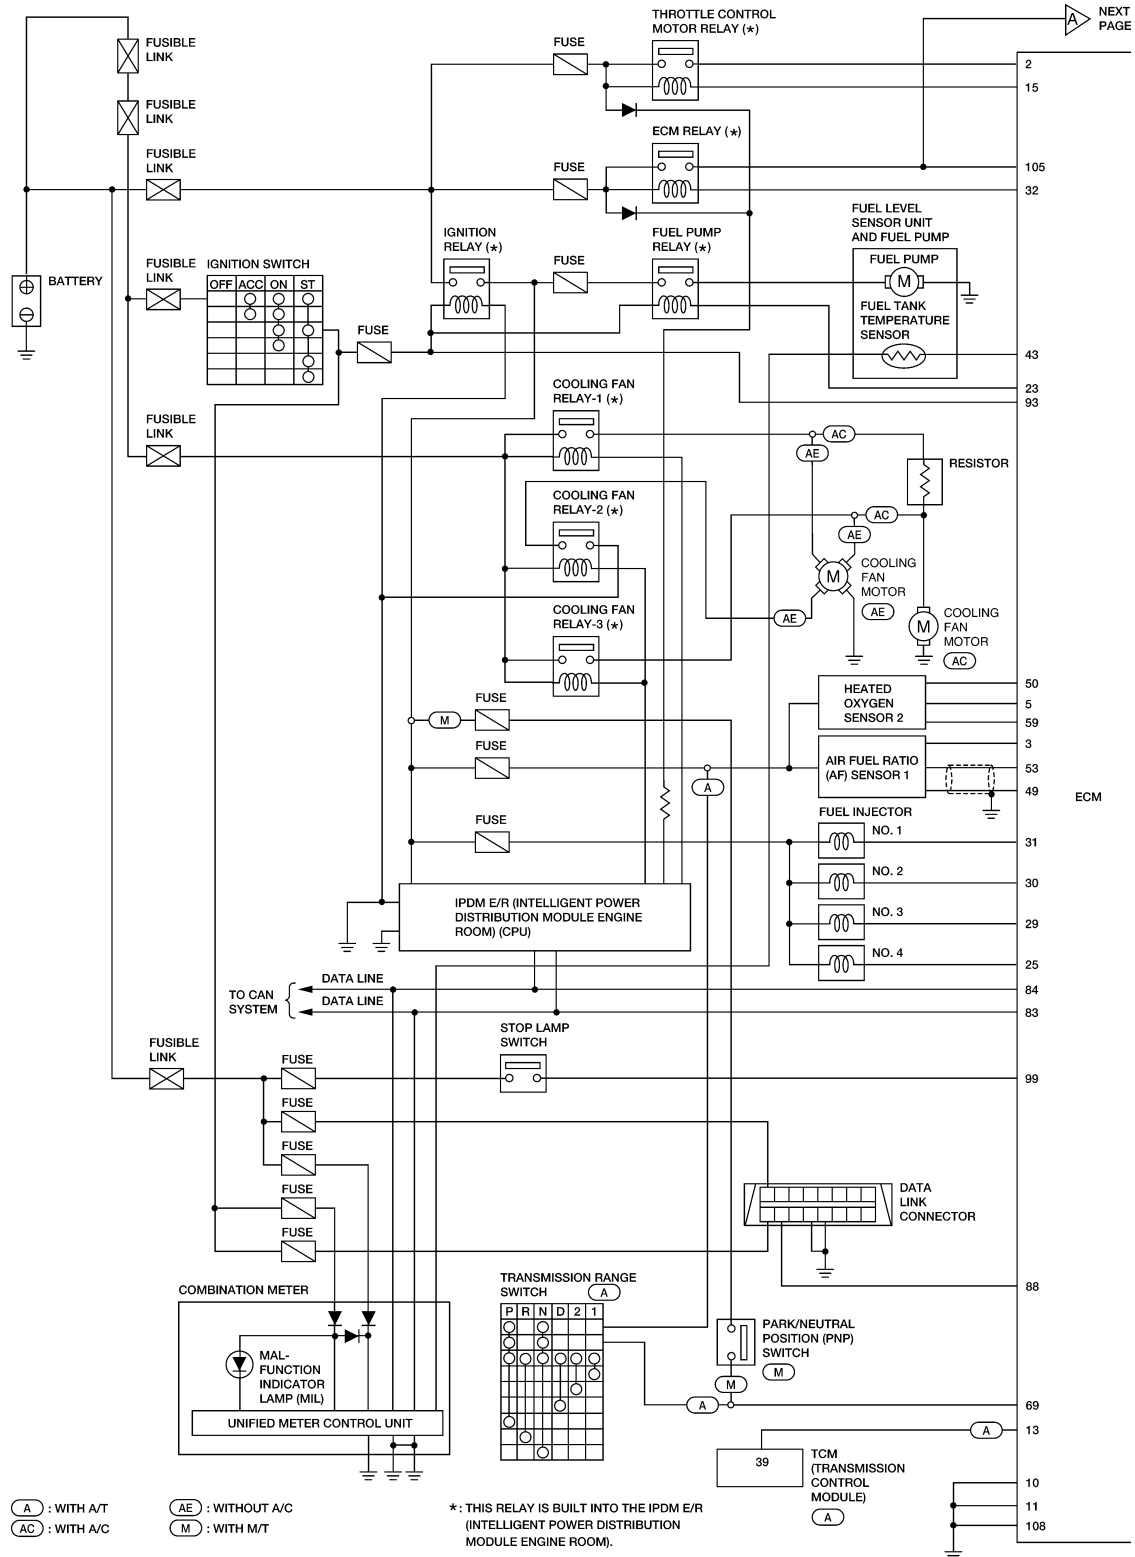 THROTTLE CONTROL
MOTOR RELAY (*)
A
NEXT
PAGE
FUSIBLE
LINK
FUSE
2
15
FUSIBLE
LINK
ECM RELAY (*)
FUSIBLE
LINK
FUSE
105
32
FUEL LEVEL
SENSOR UNIT
AND FUEL PUMP
IGNITION
RELAY (*)
FUEL PUMP
RELAY (*)
FUSE
FUEL PUMP
M
BATTERY
FUSIBLE
LINK
IGNITION SWITCH
OFF ACC ON ST
FUEL TANK
TEMPERATURE
SENSOR
FUSE
43
23
93
COOLING FAN
RELAY-1 (*)
FUSIBLE
LINK
AC
AE
RESISTOR
COOLING FAN
RELAY-2 (*)
AC
AE
M
COOLING
FAN
MOTOR
AE
COOLING FAN
RELAY-3 (*)
AE
M
COOLING
FAN
MOTOR
AC
FUSE
M
HEATED
OXYGEN
SENSOR 2
50
5
59
FUSE
A
AIR FUEL RATIO
(AF) SENSOR 1
3
53
49
ECM
FUSE
FUEL INJECTOR
NO. 1
31
NO. 2
30
NO. 3
29
NO. 4
25
IPDM E/R (INTELLIGENT POWER
DISTRIBUTION MODULE ENGINE
ROOM) (CPU)
TO CAN
SYSTEM
DATA LINE
84
DATA LINE
83
STOP LAMP
SWITCH
FUSIBLE
LINK
FUSE
99
FUSE
FUSE
FUSE
FUSE
DATA
LINK
CONNECTOR
88
COMBINATION METER
MAL-
FUNCTION
INDICATOR
LAMP (MIL)
UNIFIED METER CONTROL UNIT
TRANSMISSION RANGE
SWITCH
A
P R N D 2 1
PARK/NEUTRAL
POSITION (PNP)
SWITCH
M
M
A
69
A
13
39
TCM
(TRANSMISSION
CONTROL
MODULE)
A
10
11
108
A : WITH A/T
AC : WITH A/C
AE : WITHOUT A/C
M : WITH M/T
* : THIS RELAY IS BUILT INTO THE IPDM E/R
(INTELLIGENT POWER DISTRIBUTION
MODULE ENGINE ROOM).